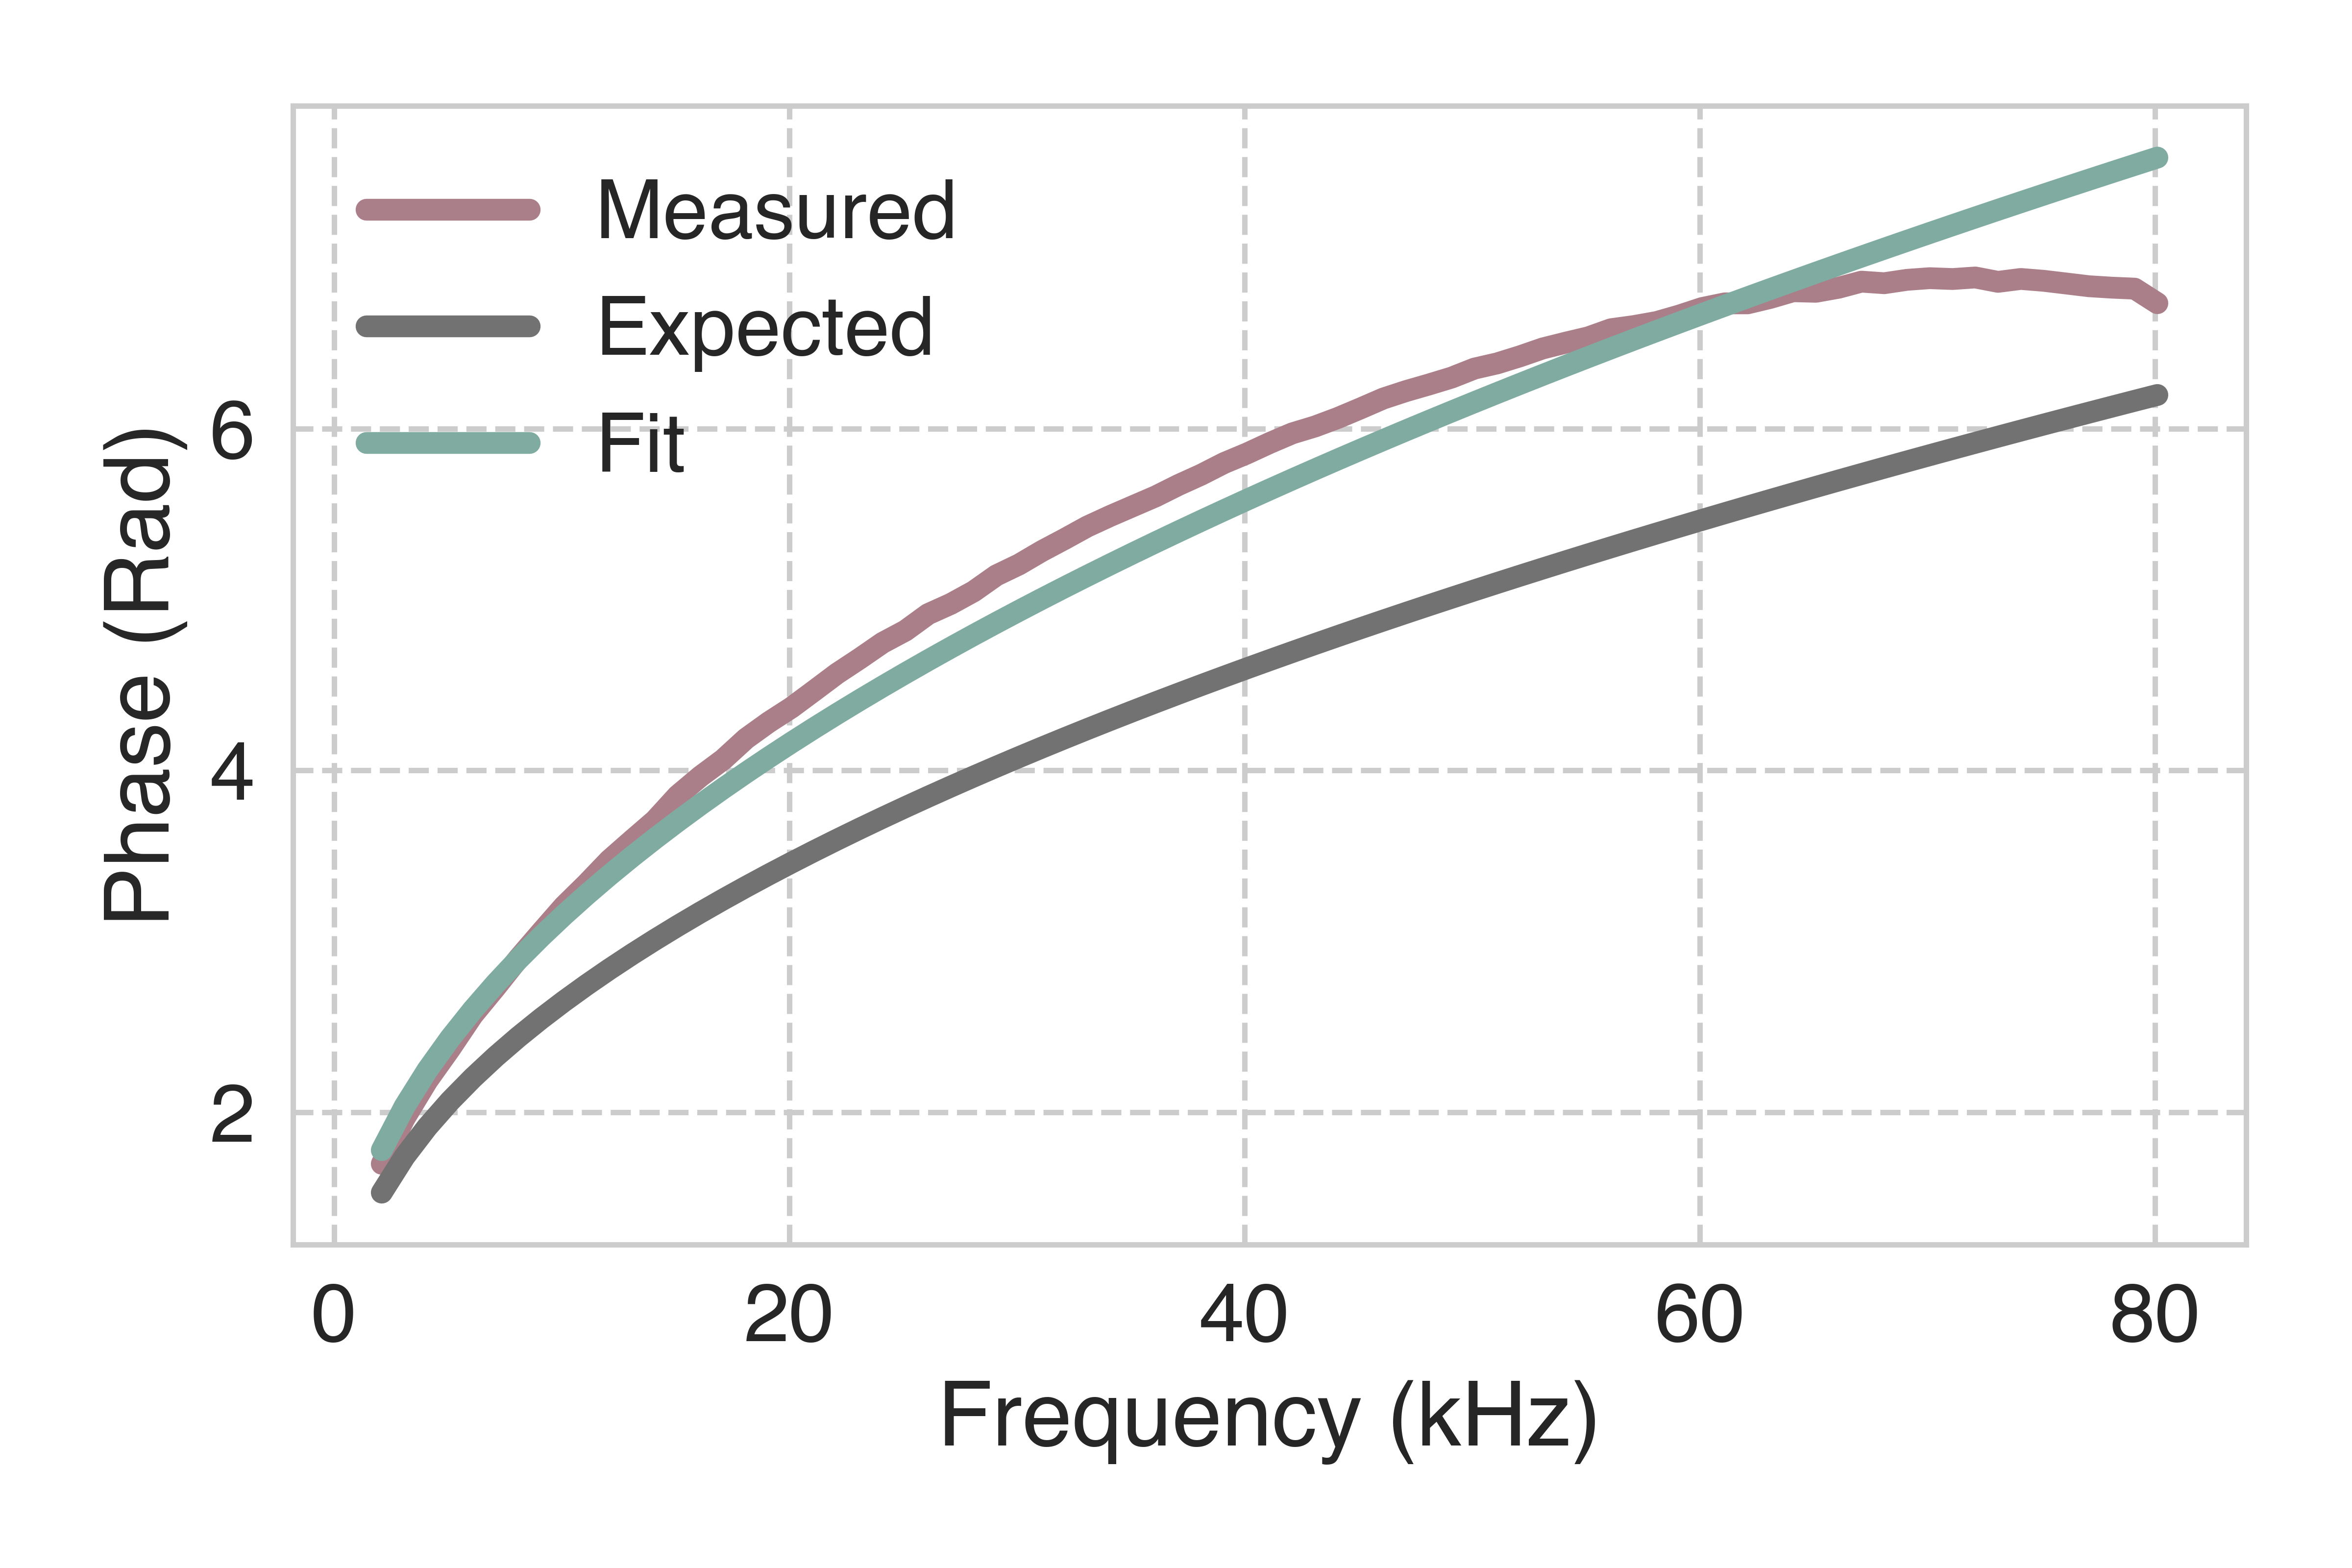 Measured
Expected
Fit
Phase (Rad)
6
4
2
0 20 40 60 80
Frequency (kHz)